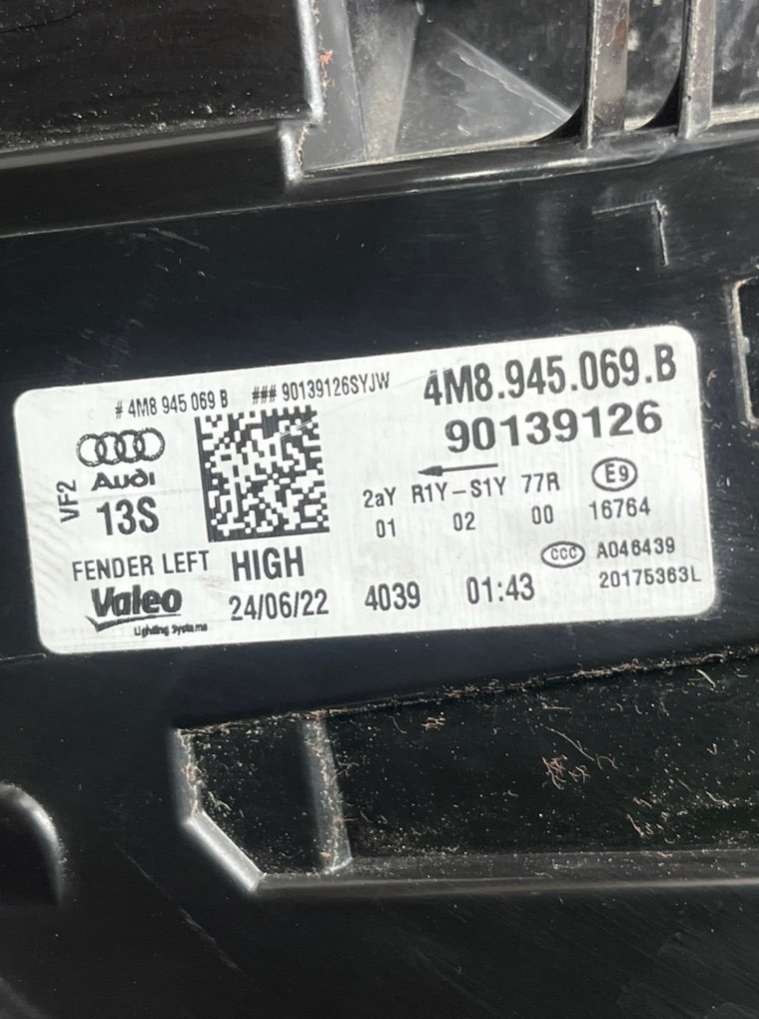 # 4M8 945 069 B ### 90139126SYJW 4M8.945.069.B
90139126
Audi
VF2
13S
2aY R1Y-S1Y 77R E9
01 02 00 16764
FENDER LEFT HIGH
CCC A046439
Valeo
Lighting Systems
24/06/22 4039 01:43 20175363L